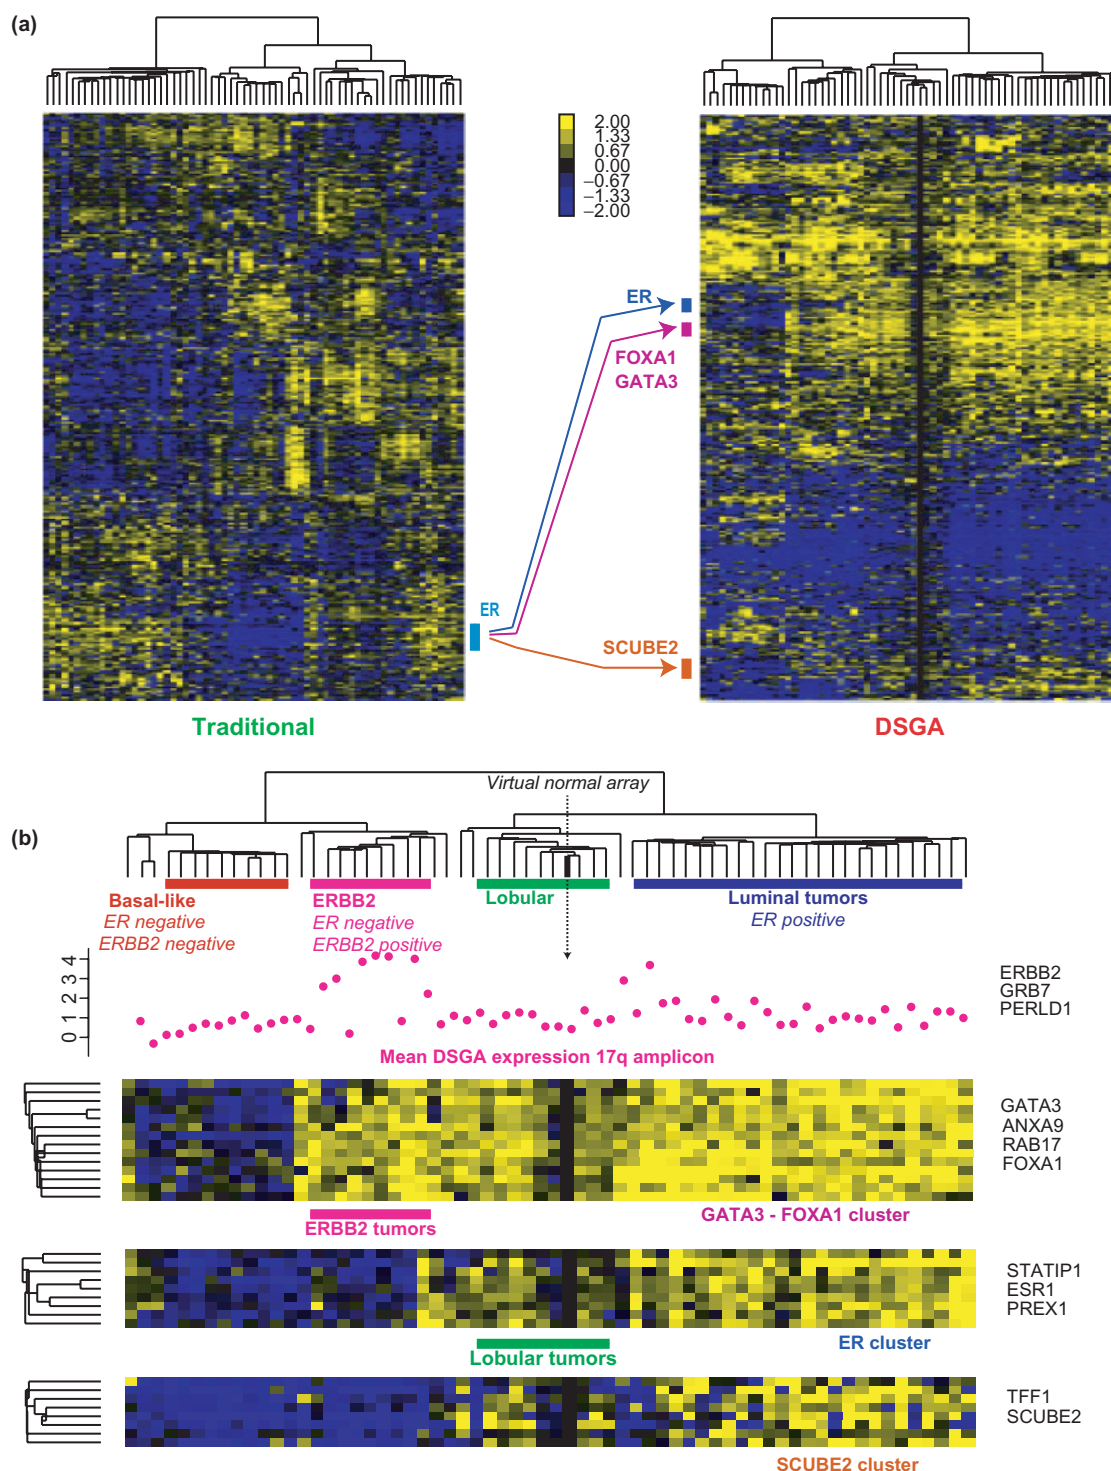 (a)
2.00
1.33
0.67
0.00
−0.67
−1.33
−2.00
ER
FOXA1
GATA3
ER
SCUBE2
Traditional
DSGA
(b)
Virtual normal array
Basal-like
ER negative
ERBB2 negative
ERBB2
ER negative
ERBB2 positive
Lobular
Luminal tumors
ER positive
0 1 2 3 4
ERBB2
GRB7
PERLD1
Mean DSGA expression 17q amplicon
GATA3
ANXA9
RAB17
FOXA1
ERBB2 tumors
GATA3 - FOXA1 cluster
STATIP1
ESR1
PREX1
Lobular tumors
ER cluster
TFF1
SCUBE2
SCUBE2 cluster